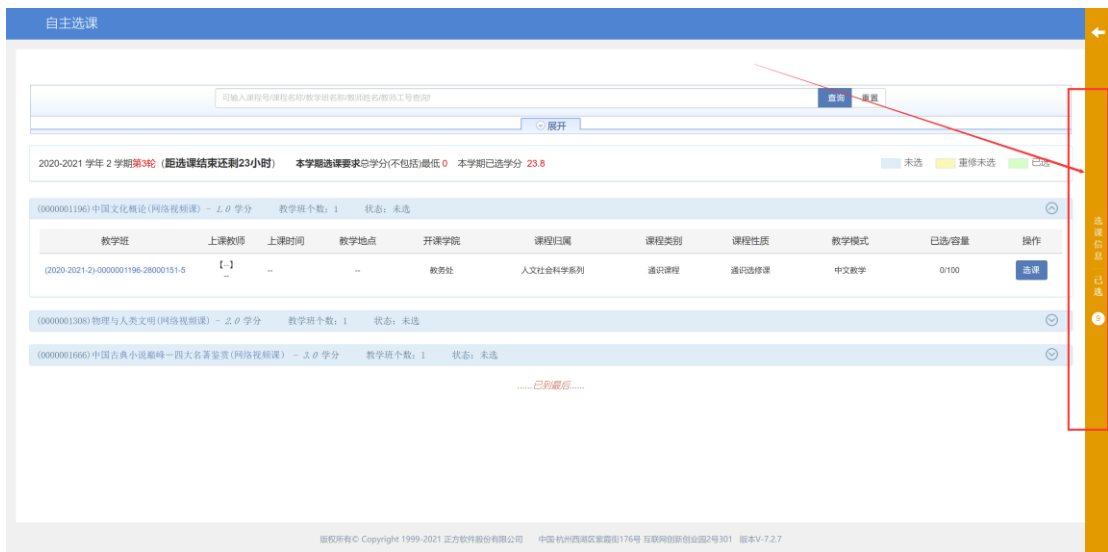 自主选课
可输入课程号/课程名称/教学班名称/教师姓名/教师工号查询!
查询 重置
展开
2020-2021 学年 2 学期第3轮（距选课结束还剩23小时） 本学期选课要求总学分(不包括)最低 0 本学期已选学分 23.8
未选 重修未选 已选
(0000001196)中国文化概论(网络视频课) - 1.0 学分 教学班个数：1 状态：未选
教学班 上课教师 上课时间 教学地点 开课学院 课程归属 课程类别 课程性质 教学模式 已选/容量 操作
(2020-2021-2)-0000001196-28000151-5 【--】 -- -- 教务处 人文社会科学系列 通识课程 通识选修课 中文教学 0/100 选课
--
(0000001308)物理与人类文明(网络视频课) - 2.0 学分 教学班个数：1 状态：未选
(0000001666)中国古典小说巅峰—四大名著鉴赏(网络视频课) - 3.0 学分 教学班个数：1 状态：未选
......已到最后......
选课信息 已选 9
版权所有© Copyright 1999-2021 正方软件股份有限公司 中国·杭州西湖区紫霞街176号 互联网创新创业园2号301 版本V-7.2.7